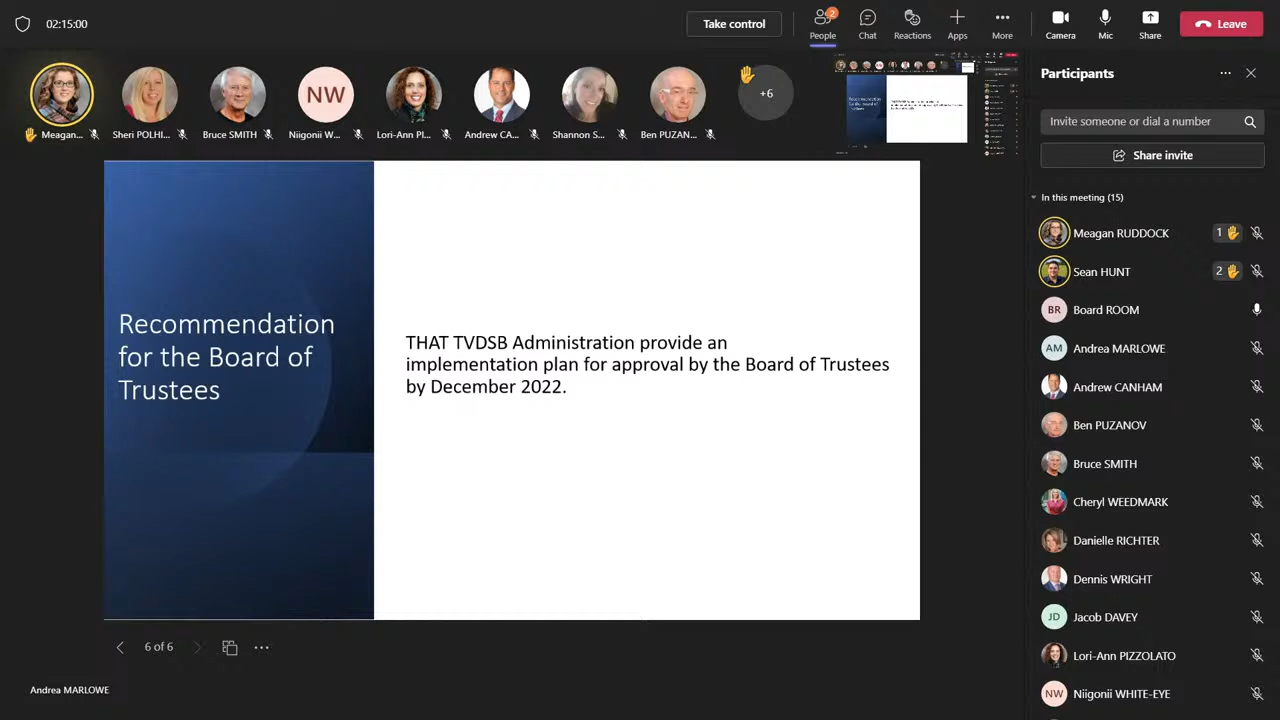 02:15:00
Take control
2
People
Chat
Reactions
Apps
More
Camera
Mic
Share
Leave
NW
+6
Meagan...
Sheri POLHI...
Bruce SMITH
Niigonii W...
Lori-Ann PI...
Andrew CA...
Shannon S...
Ben PUZAN...
Participants
Invite someone or dial a number
Share invite
In this meeting (15)
Meagan RUDDOCK
1
Sean HUNT
2
BR
Board ROOM
AM
Andrea MARLOWE
Andrew CANHAM
Ben PUZANOV
Bruce SMITH
Cheryl WEEDMARK
Danielle RICHTER
Dennis WRIGHT
JD
Jacob DAVEY
Lori-Ann PIZZOLATO
NW
Niigonii WHITE-EYE
Recommendation
for the Board of
Trustees
THAT TVDSB Administration provide an
implementation plan for approval by the Board of Trustees
by December 2022.
6 of 6
Andrea MARLOWE